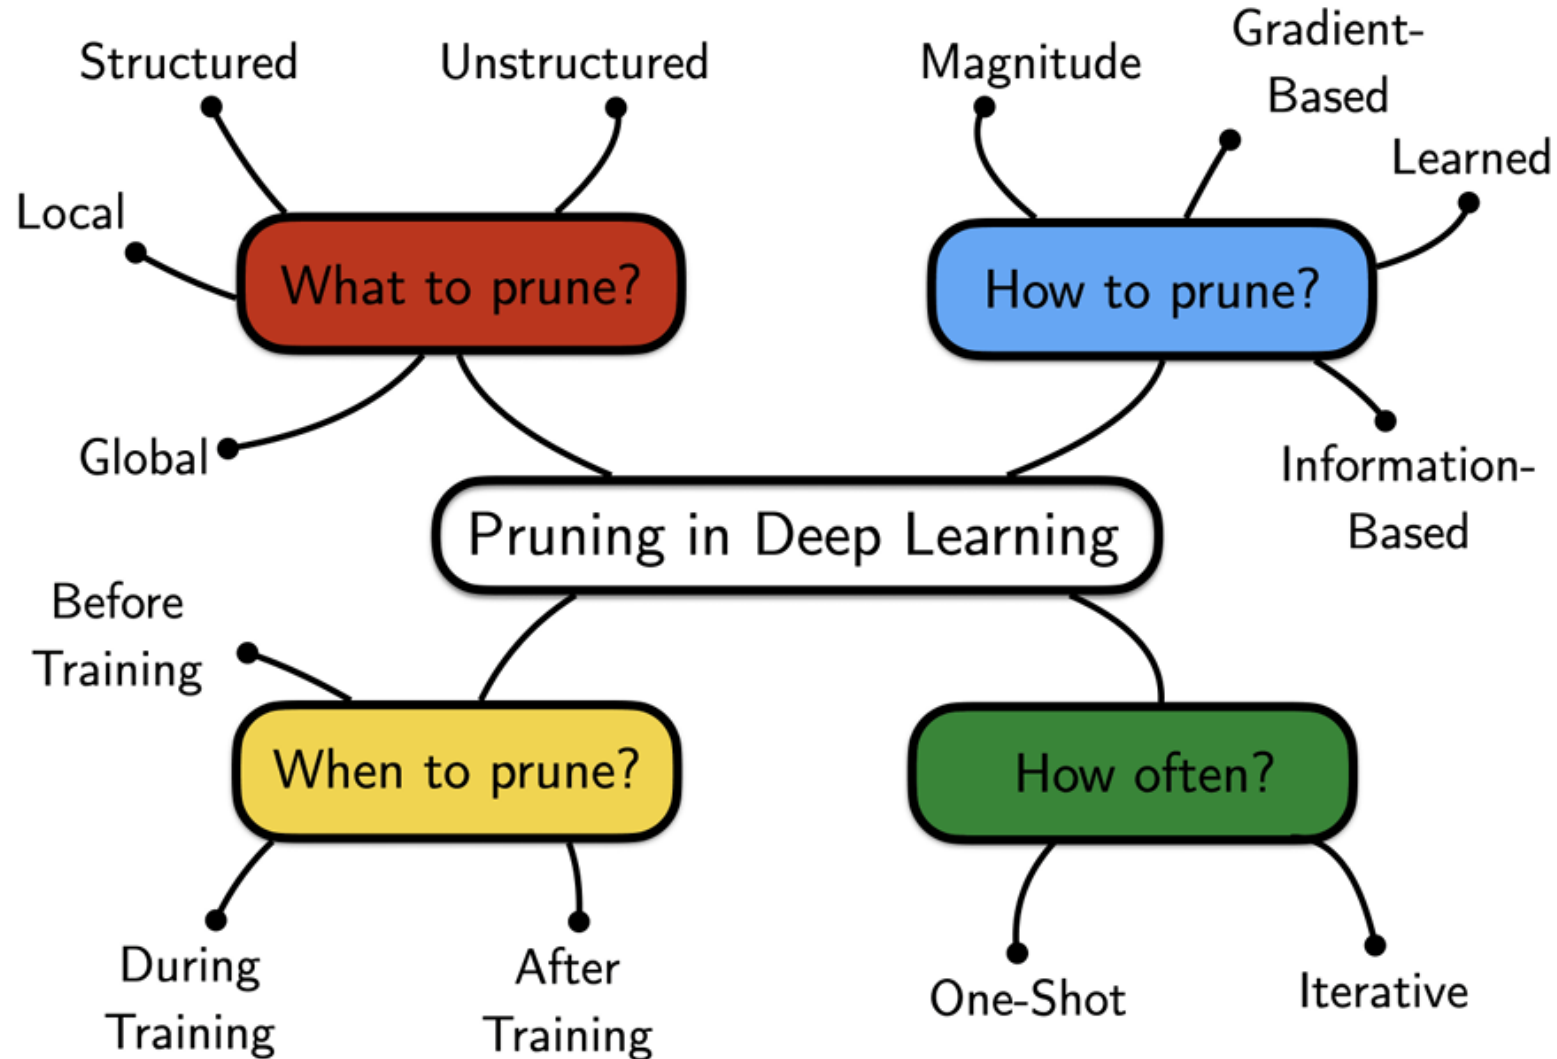 Structured
Unstructured
Magnitude
Gradient-
Based
Learned
Local
What to prune?
How to prune?
Global
Information-
Based
Pruning in Deep Learning
Before
Training
When to prune?
How often?
During
Training
After
Training
One-Shot
Iterative